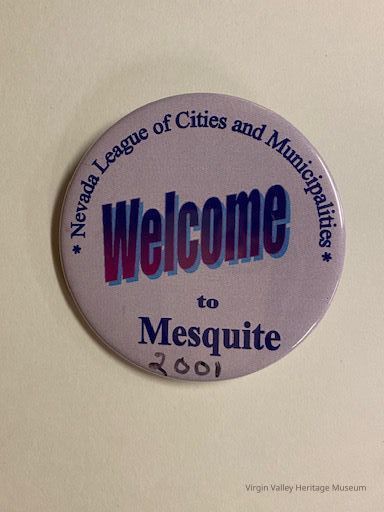 * Nevada League of Cities and Municipalities *
Welcome
to
Mesquite
2001
Virgin Valley Heritage Museum